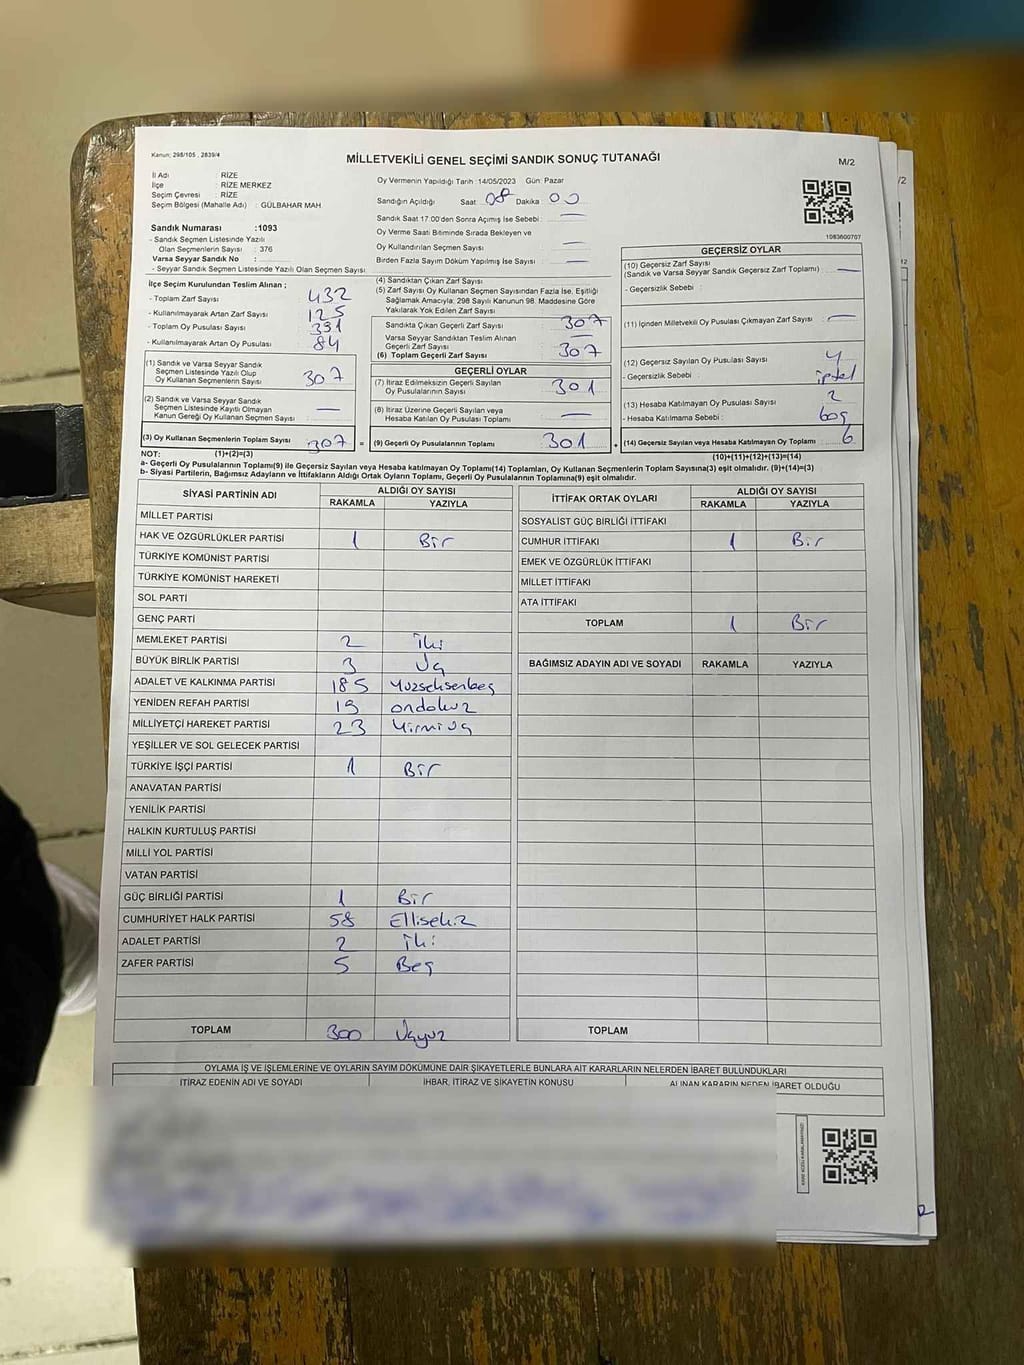 Kanun: 298/105 , 2839/4
MİLLETVEKİLİ GENEL SEÇİMİ SANDIK SONUÇ TUTANAĞI
M/2
İl Adı : RİZE
İlçe : RİZE MERKEZ
Seçim Çevresi : RİZE
Seçim Bölgesi (Mahalle Adı) : GÜLBAHAR MAH
Sandık Numarası :1093
- Sandık Seçmen Listesinde Yazılı
Olan Seçmenlerin Sayısı : 376
Varsa Seyyar Sandık No :
- Seyyar Sandık Seçmen Listesinde Yazılı Olan Seçmen Sayısı
Oy Vermenin Yapıldığı Tarih :14/05/2023 Gün: Pazar
Sandığın Açıldığı Saat 08 Dakika 00
Sandık Saat 17:00'den Sonra Açımış İse Sebebi : —
Oy Verme Saati Bitiminde Sırada Bekleyen ve
Oy Kullandırılan Seçmen Sayısı : —
Birden Fazla Sayım Döküm Yapılmış İse Sayısı : —
1083600707
İlçe Seçim Kurulundan Teslim Alınan ;
- Toplam Zarf Sayısı : 432
- Kullanılmayarak Artan Zarf Sayısı : 125
- Toplam Oy Pusulası Sayısı : 391
- Kullanılmayarak Artan Oy Pusulası : 84
(1) Sandık ve Varsa Seyyar Sandık
Seçmen Listesinde Yazılı Olup
Oy Kullanan Seçmenlerin Sayısı : 307
(2) Sandık ve Varsa Seyyar Sandık
Seçmen Listesinde Kayıtlı Olmayan
Kanun Gereği Oy Kullanan Seçmen Sayısı : —
(3) Oy Kullanan Seçmenlerin Toplam Sayısı : 307 =
(4) Sandıktan Çıkan Zarf Sayısı
(5) Zarf Sayısı Oy Kullanan Seçmen Sayısından Fazla İse, Eşitliği
Sağlamak Amacıyla; 298 Sayılı Kanunun 98. Maddesine Göre
Yakılarak Yok Edilen Zarf Sayısı
Sandıkta Çıkan Geçerli Zarf Sayısı : 307
Varsa Seyyar Sandıktan Teslim Alınan
Geçerli Zarf Sayısı : —
(6) Toplam Geçerli Zarf Sayısı : 307
GEÇERLİ OYLAR
(7) İtiraz Edilmeksizin Geçerli Sayılan
Oy Pusulalarının Sayısı : 301
(8) İtiraz Üzerine Geçerli Sayılan veya
Hesaba Katılan Oy Pusulası Toplamı : —
(9) Geçerli Oy Pusulalarının Toplamı 301 +
GEÇERSİZ OYLAR
(10) Geçersiz Zarf Sayısı
(Sandık ve Varsa Seyyar Sandık Geçersiz Zarf Toplamı) : —
- Geçersizlik Sebebi :
(11) İçinden Milletvekili Oy Pusulası Çıkmayan Zarf Sayısı : —
(12) Geçersiz Sayılan Oy Pusulası Sayısı : 4
- Geçersizlik Sebebi : iptal
(13) Hesaba Katılmayan Oy Pusulası Sayısı : 2
- Hesaba Katılmama Sebebi : boş
(14) Geçersiz Sayılan veya Hesaba Katılmayan Oy Toplamı : 6
NOT: (1)+(2)=(3)
(10)+(11)+(12)+(13)=(14)
a- Geçerli Oy Pusulalarının Toplamı(9) ile Geçersiz Sayılan veya Hesaba katılmayan Oy Toplamı(14) Toplamları, Oy Kullanan Seçmenlerin Toplam Sayısına(3) eşit olmalıdır. (9)+(14)=(3)
b- Siyasi Partilerin, Bağımsız Adayların ve İttifakların Aldığı Ortak Oyların Toplamı, Geçerli Oy Pusulalarının Toplamına(9) eşit olmalıdır.
SİYASİ PARTİNİN ADI ALDIĞI OY SAYISI
RAKAMLA YAZIYLA
MİLLET PARTİSİ
HAK VE ÖZGÜRLÜKLER PARTİSİ 1 Bir
TÜRKİYE KOMÜNİST PARTİSİ
TÜRKİYE KOMÜNİST HAREKETİ
SOL PARTİ
GENÇ PARTİ
MEMLEKET PARTİSİ 2 İki
BÜYÜK BİRLİK PARTİSİ 3 Üç
ADALET VE KALKINMA PARTİSİ 185 Yüzseksenbeş
YENİDEN REFAH PARTİSİ 19 ondokuz
MİLLİYETÇİ HAREKET PARTİSİ 23 Yirmiüç
YEŞİLLER VE SOL GELECEK PARTİSİ
TÜRKİYE İŞÇİ PARTİSİ 1 Bir
ANAVATAN PARTİSİ
YENİLİK PARTİSİ
HALKIN KURTULUŞ PARTİSİ
MİLLİ YOL PARTİSİ
VATAN PARTİSİ
GÜÇ BİRLİĞİ PARTİSİ 1 Bir
CUMHURİYET HALK PARTİSİ 58 Ellisekiz
ADALET PARTİSİ 2 İki
ZAFER PARTİSİ 5 Beş
TOPLAM 300 Üçyüz
İTTİFAK ORTAK OYLARI ALDIĞI OY SAYISI
RAKAMLA YAZIYLA
SOSYALİST GÜÇ BİRLİĞİ İTTİFAKI
CUMHUR İTTİFAKI 1 Bir
EMEK VE ÖZGÜRLÜK İTTİFAKI
MİLLET İTTİFAKI
ATA İTTİFAKI
TOPLAM 1 Bir
BAĞIMSIZ ADAYIN ADI VE SOYADI RAKAMLA YAZIYLA
TOPLAM
OYLAMA İŞ VE İŞLEMLERİNE VE OYLARIN SAYIM DÖKÜMÜNE DAİR ŞİKAYETLERLE BUNLARA AİT KARARLARIN NELERDEN İBARET BULUNDUKLARI
İTİRAZ EDENİN ADI VE SOYADI İHBAR, İTİRAZ VE ŞİKAYETİN KONUSU ALINAN KARARIN NEDEN İBARET OLDUĞU
/2